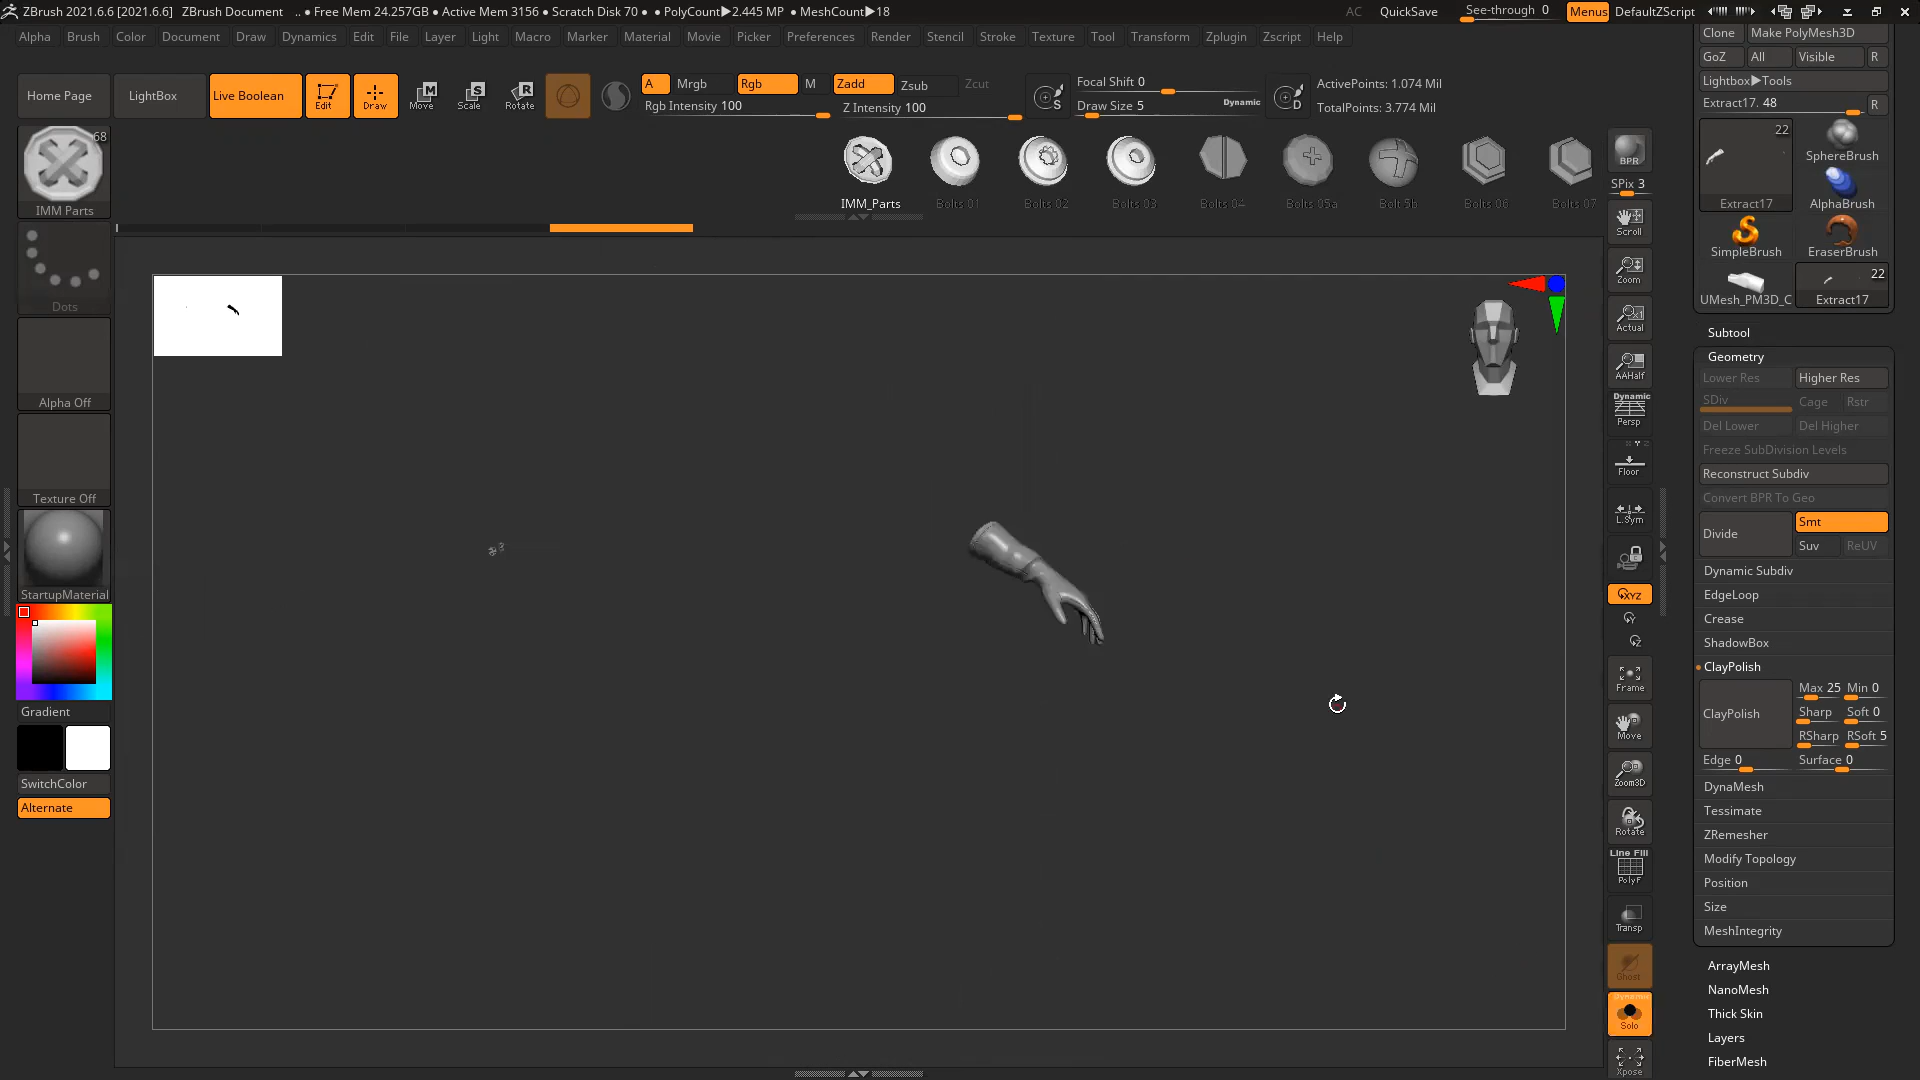 ZBrush 2021.6.6 [2021.6.6] ZBrush Document .. ● Free Mem 24.257GB ● Active Mem 3156 ● Scratch Disk 70 ● ● PolyCount▶2.445 MP ● MeshCount▶18 AC QuickSave See-through 0 Menus DefaultZScript
Alpha Brush Color Document Draw Dynamics Edit File Layer Light Macro Marker Material Movie Picker Preferences Render Stencil Stroke Texture Tool Transform Zplugin Zscript Help
Home Page LightBox Live Boolean Edit Draw Move Scale Rotate
M S R
A Mrgb Rgb M Zadd Zsub Zcut
Rgb Intensity 100 Z Intensity 100
S Focal Shift 0
Draw Size 5 Dynamic
D ActivePoints: 1.074 Mil
TotalPoints: 3.774 Mil
68
IMM Parts
Dots
Alpha Off
Texture Off
StartupMaterial
Gradient
SwitchColor
Alternate
IMM_Parts Bolts 01 Bolts 02 Bolts 03 Bolts 04 Bolts 05a Bolt 5b Bolts 06 Bolts 07
BPR
SPix 3
Scroll
Zoom
Actual
AAHalf
Dynamic
Persp
Floor
L.Sym
XYZ
Y
Z
Frame
Move
Zoom3D
Rotate
Line Fill
PolyF
Transp
Ghost
Dynamic
Solo
Xpose
Clone Make PolyMesh3D
GoZ All Visible R
Lightbox▶Tools
Extract17. 48 R
22
Extract17
SphereBrush
AlphaBrush
SimpleBrush EraserBrush
22
UMesh_PM3D_C Extract17
Subtool
Geometry
Lower Res Higher Res
SDiv Cage Rstr
Del Lower Del Higher
Freeze SubDivision Levels
Reconstruct Subdiv
Convert BPR To Geo
Divide Smt
Suv ReUV
Dynamic Subdiv
EdgeLoop
Crease
ShadowBox
ClayPolish
ClayPolish Max 25 Min 0
Sharp Soft 0
RSharp RSoft 5
Edge 0 Surface 0
DynaMesh
Tessimate
ZRemesher
Modify Topology
Position
Size
MeshIntegrity
ArrayMesh
NanoMesh
Thick Skin
Layers
FiberMesh